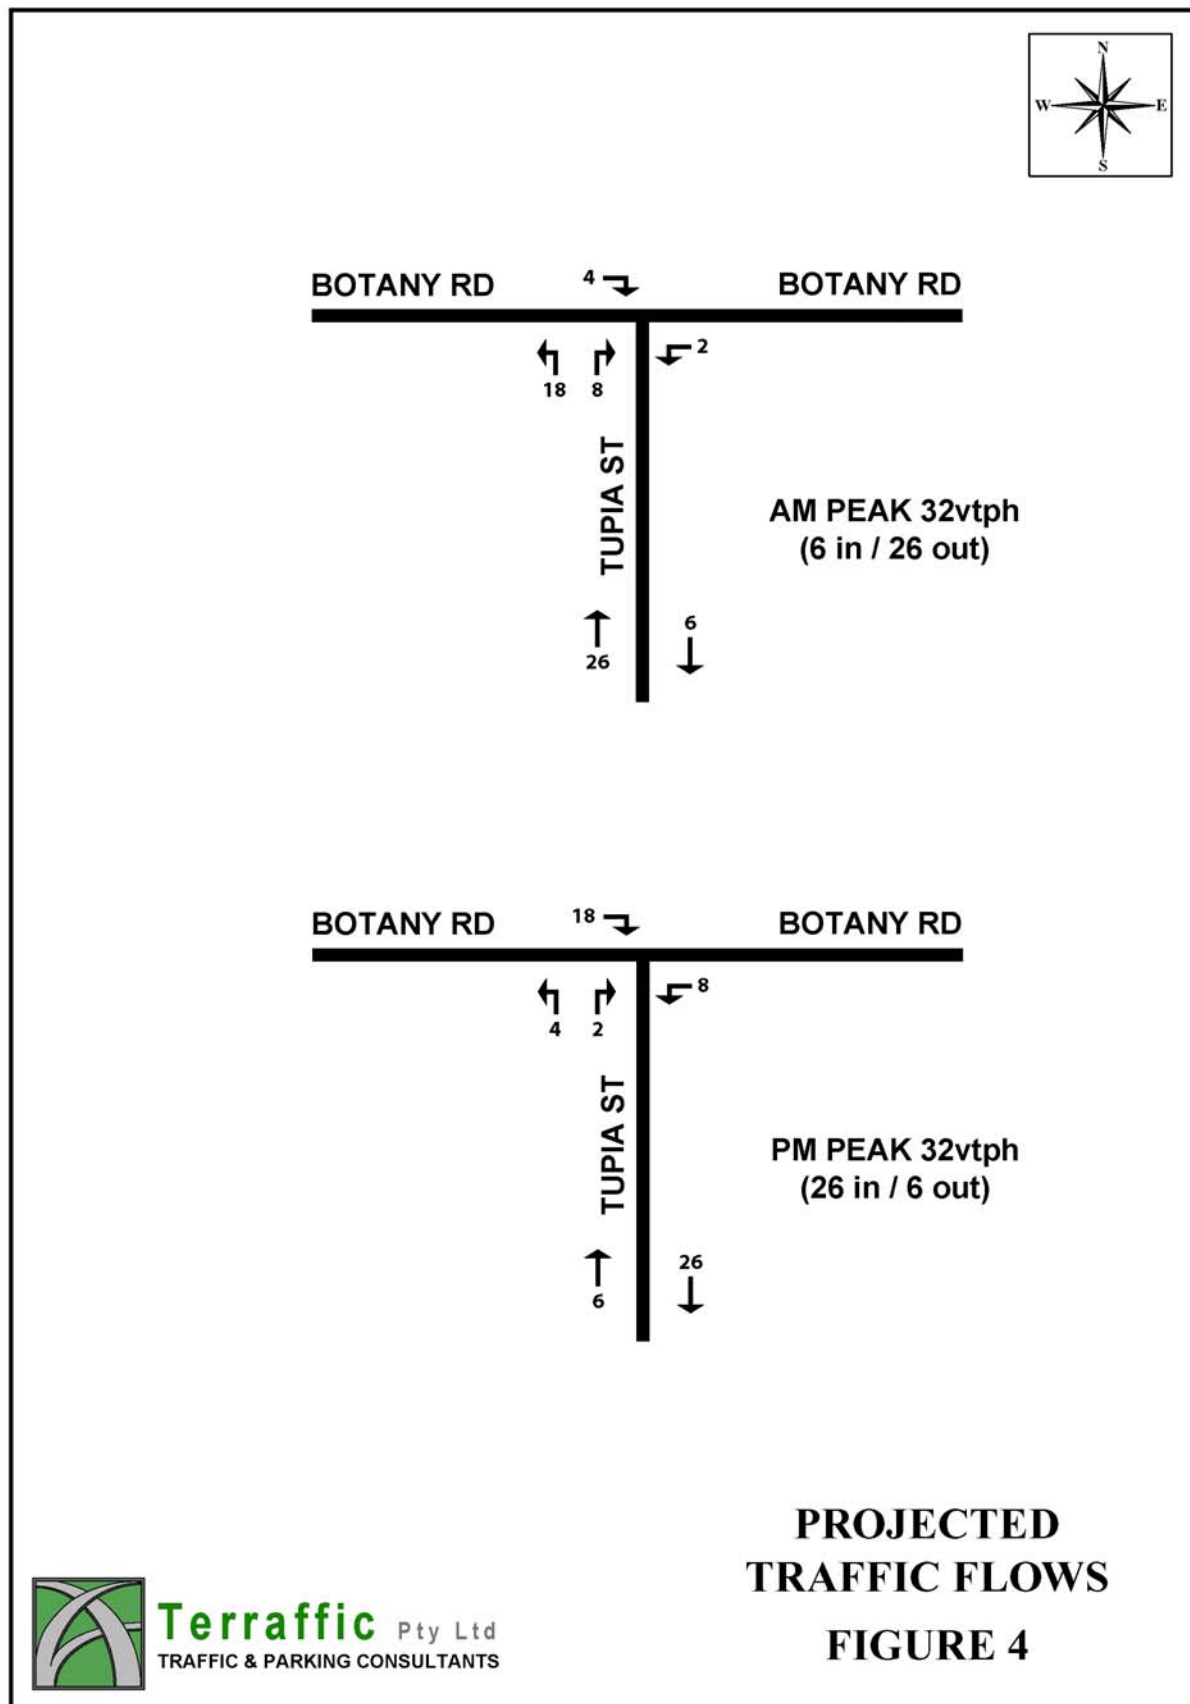 N
W E
S
BOTANY RD 4 BOTANY RD
18 8 2
TUPIA ST
AM PEAK 32vtph
(6 in / 26 out)
26 6
BOTANY RD 18 BOTANY RD
4 2 8
TUPIA ST
PM PEAK 32vtph
(26 in / 6 out)
6 26
PROJECTED
TRAFFIC FLOWS
FIGURE 4
Terraffic Pty Ltd
TRAFFIC & PARKING CONSULTANTS